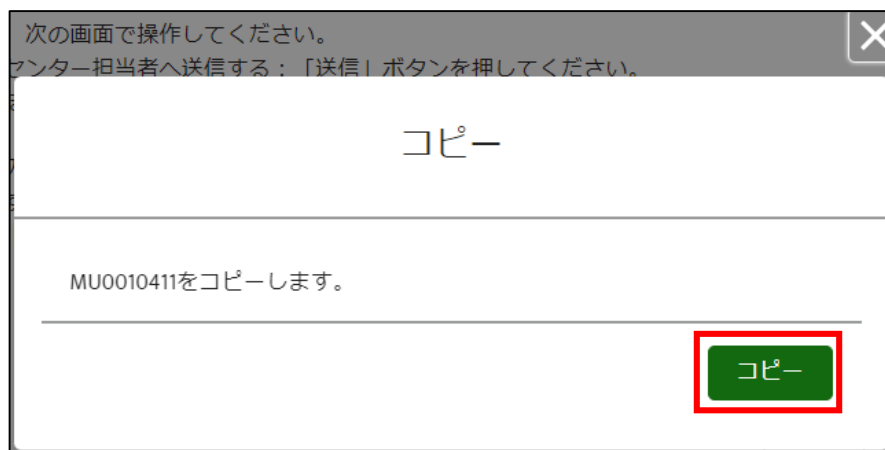 次の画面で操作してください。
センター担当者へ送信する：「送信」ボタンを押してください。
コピー
MU0010411をコピーします。
コピー